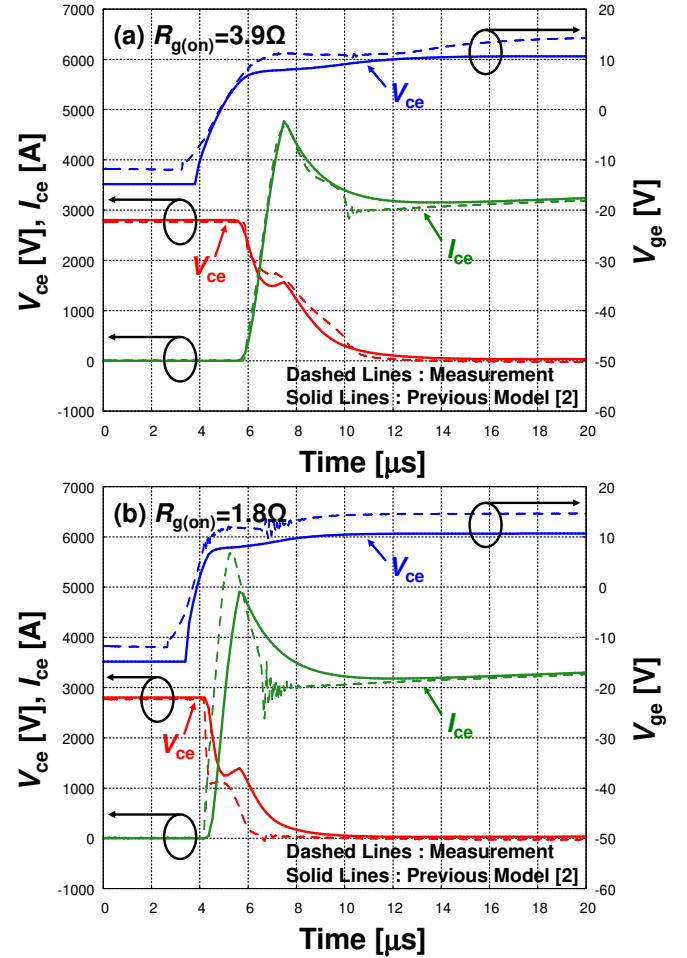 (a) Rg(on)=3.9Ω
7000
6000
5000
4000
3000
2000
1000
0
-1000
Vce [V], Ice [A]
20
10
0
-10
-20
-30
-40
-50
-60
Vge [V]
Vce
Vce
Ice
Dashed Lines : Measurement
Solid Lines : Previous Model [2]
0 2 4 6 8 10 12 14 16 18 20
Time [μs]
(b) Rg(on)=1.8Ω
7000
6000
5000
4000
3000
2000
1000
0
-1000
Vce [V], Ice [A]
20
10
0
-10
-20
-30
-40
-50
-60
Vge [V]
Vce
Vce
Ice
Dashed Lines : Measurement
Solid Lines : Previous Model [2]
0 2 4 6 8 10 12 14 16 18 20
Time [μs]